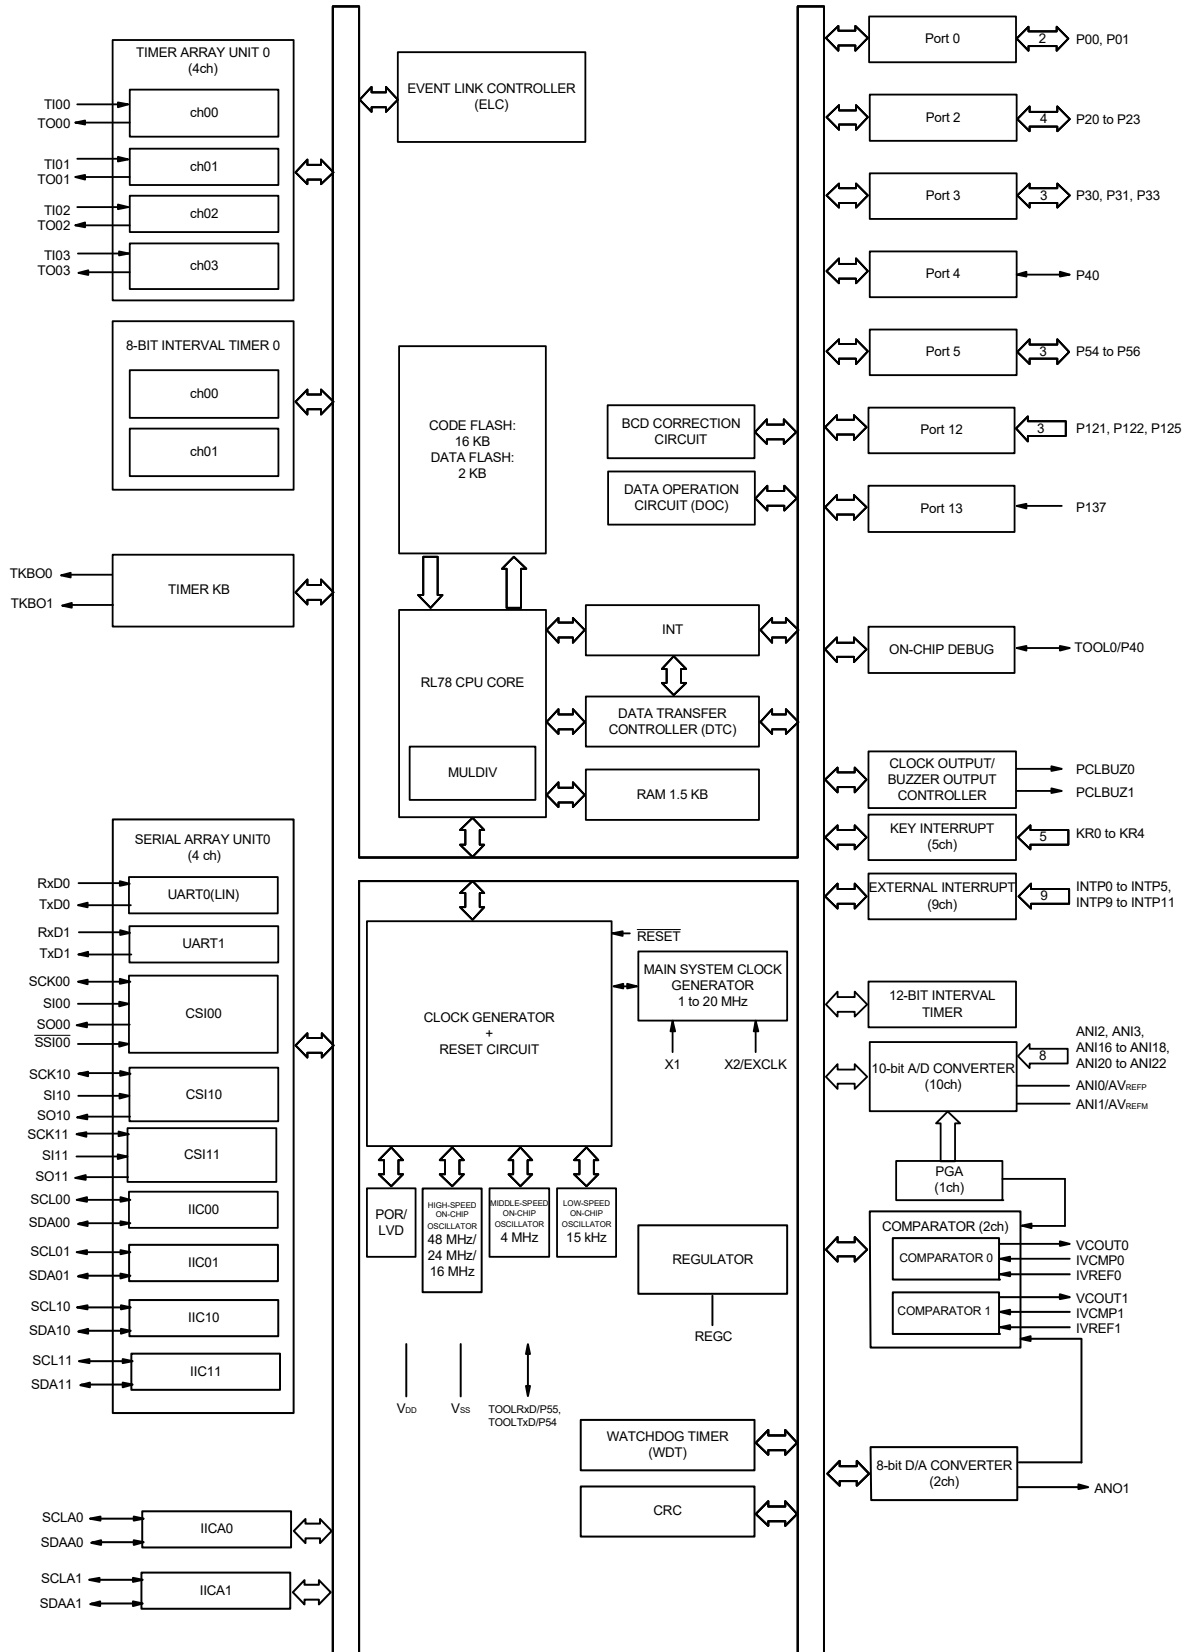 TIMER ARRAY UNIT 0
(4ch)
TI00
TO00
ch00
TI01
TO01
ch01
TI02
TO02
ch02
TI03
TO03
ch03
8-BIT INTERVAL TIMER 0
ch00
ch01
TKBO0
TKBO1
TIMER KB
SERIAL ARRAY UNIT0
(4 ch)
RxD0
TxD0
UART0(LIN)
RxD1
TxD1
UART1
SCK00
SI00
SO00
SSI00
CSI00
SCK10
SI10
SO10
CSI10
SCK11
SI11
SO11
CSI11
SCL00
SDA00
IIC00
SCL01
SDA01
IIC01
SCL10
SDA10
IIC10
SCL11
SDA11
IIC11
SCLA0
SDAA0
IICA0
SCLA1
SDAA1
IICA1
EVENT LINK CONTROLLER
(ELC)
CODE FLASH:
16 KB
DATA FLASH:
2 KB
BCD CORRECTION
CIRCUIT
DATA OPERATION
CIRCUIT (DOC)
RL78 CPU CORE
MULDIV
INT
DATA TRANSFER
CONTROLLER (DTC)
RAM 1.5 KB
CLOCK GENERATOR
+
RESET CIRCUIT
RESET
MAIN SYSTEM CLOCK
GENERATOR
1 to 20 MHz
X1
X2/EXCLK
POR/
LVD
HIGH-SPEED
ON-CHIP
OSCILLATOR
48 MHz/
24 MHz/
16 MHz
MIDDLE-SPEED
ON-CHIP
OSCILLATOR
4 MHz
LOW-SPEED
ON-CHIP
OSCILLATOR
15 kHz
REGULATOR
REGC
VDD
VSS
TOOLRxD/P55,
TOOLTxD/P54
WATCHDOG TIMER
(WDT)
CRC
Port 0
2
P00, P01
Port 2
4
P20 to P23
Port 3
3
P30, P31, P33
Port 4
P40
Port 5
3
P54 to P56
Port 12
3
P121, P122, P125
Port 13
P137
ON-CHIP DEBUG
TOOL0/P40
CLOCK OUTPUT/
BUZZER OUTPUT
CONTROLLER
PCLBUZ0
PCLBUZ1
KEY INTERRUPT
(5ch)
5
KR0 to KR4
EXTERNAL INTERRUPT
(9ch)
9
INTP0 to INTP5,
INTP9 to INTP11
12-BIT INTERVAL
TIMER
10-bit A/D CONVERTER
(10ch)
8
ANI2, ANI3,
ANI16 to ANI18,
ANI20 to ANI22
ANI0/AVREFP
ANI1/AVREFM
PGA
(1ch)
COMPARATOR (2ch)
COMPARATOR 0
VCOUT0
IVCMP0
IVREF0
COMPARATOR 1
VCOUT1
IVCMP1
IVREF1
8-bit D/A CONVERTER
(2ch)
ANO1